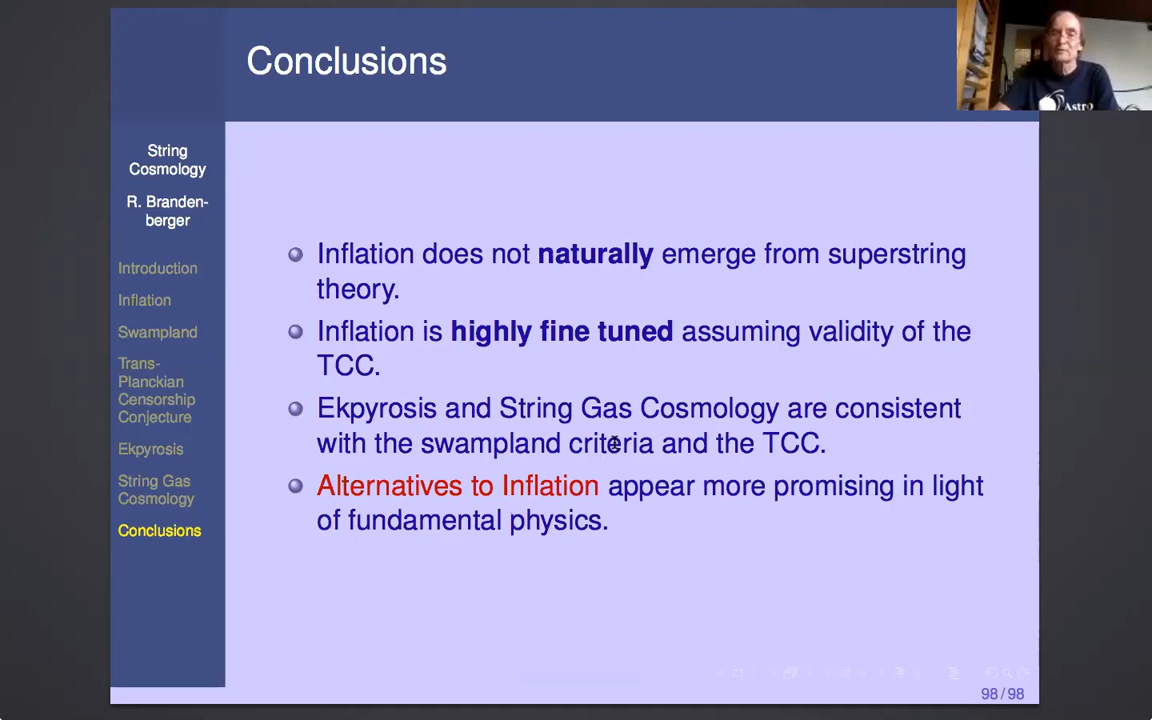 Conclusions
Astro
String
Cosmology
R. Branden-
berger
Introduction
Inflation
Swampland
Trans-
Planckian
Censorship
Conjecture
Ekpyrosis
String Gas
Cosmology
Conclusions
Inflation does not naturally emerge from superstring
theory.
Inflation is highly fine tuned assuming validity of the
TCC.
Ekpyrosis and String Gas Cosmology are consistent
with the swampland criteria and the TCC.
Alternatives to Inflation appear more promising in light
of fundamental physics.
98/98